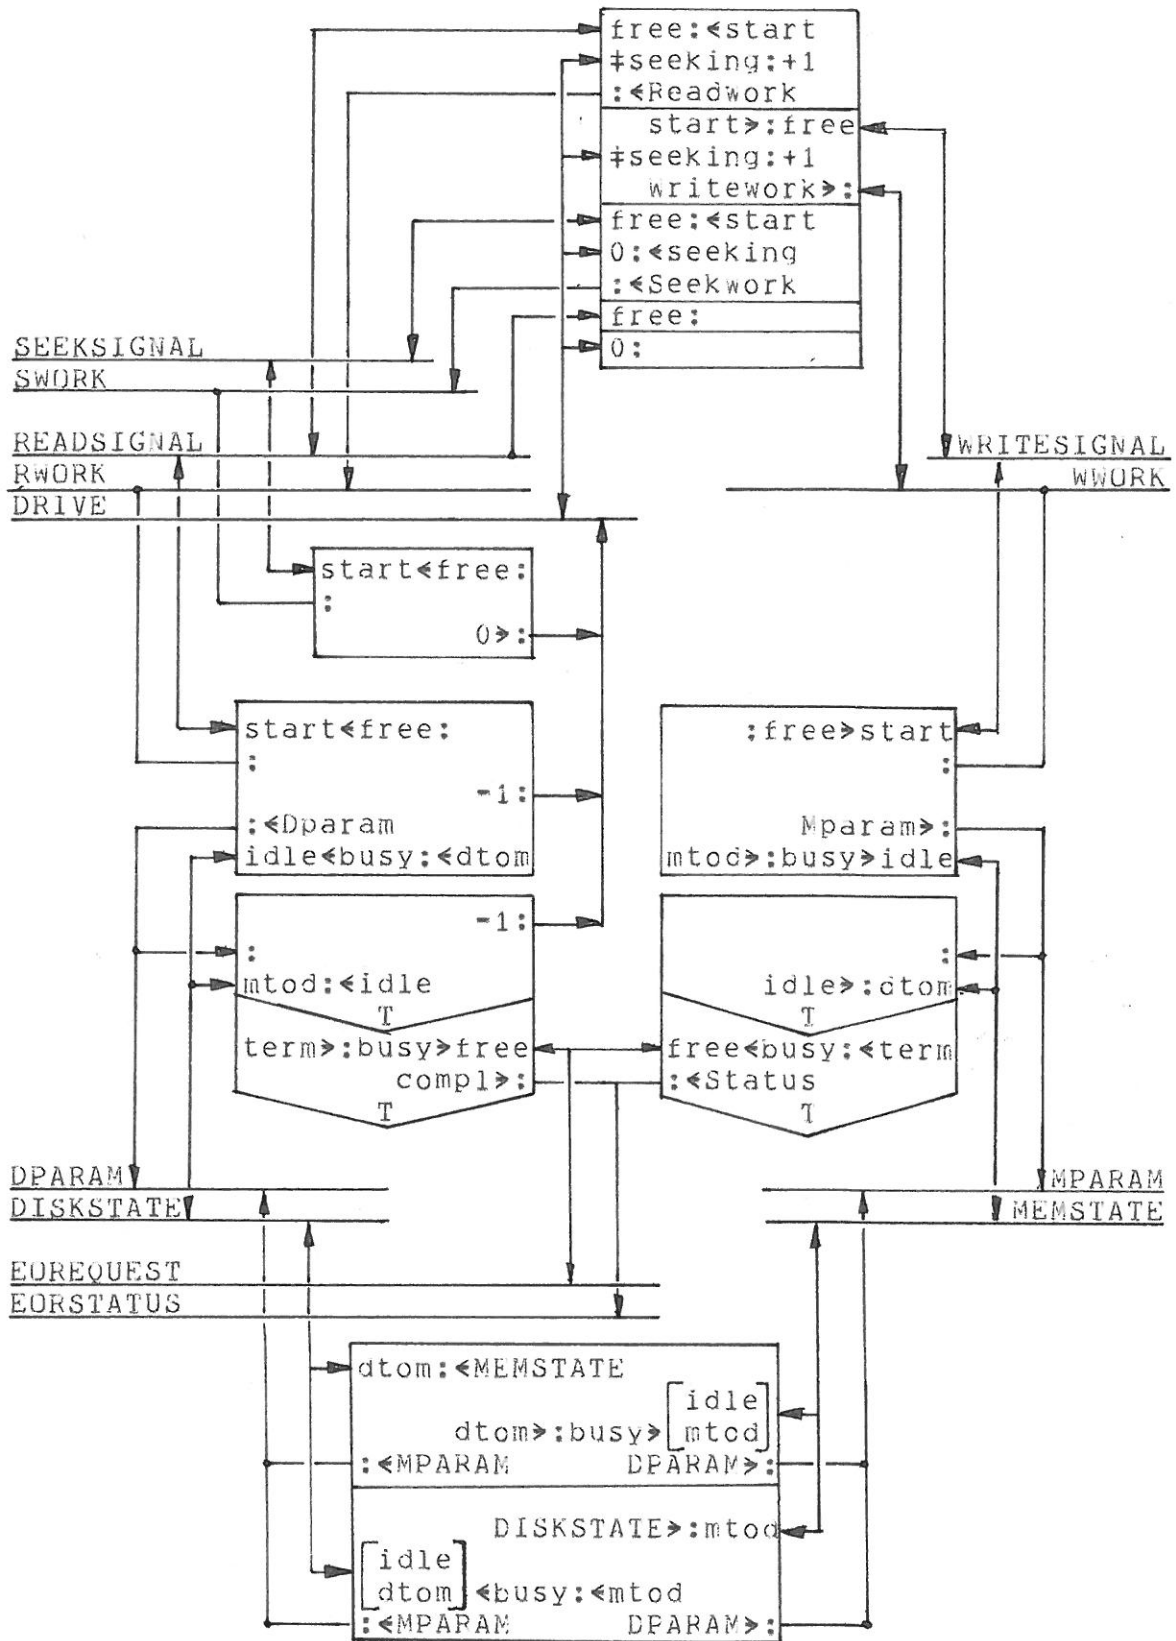 free:<start
‡seeking:+1
:<Readwork
start>:free
‡seeking:+1
writework>:
free:<start
0:<seeking
:<Seekwork
free:
0:
SEEKSIGNAL
SWORK
READSIGNAL
WRITESIGNAL
RWORK
WWORK
DRIVE
start<free:
:
0>:
start<free:
:
-1:
:<Dparam
idle<busy:<dtom
:free>start
:
Mparam>:
mtod>:busy>idle
-1:
:
mtod:<idle
T
term>:busy>free
compl>:
T
:
idle>:dtom
T
free<busy:<term
:<Status
T
DPARAM
MPARAM
DISKSTATE
MEMSTATE
EOREQUEST
EORSTATUS
dtom:<MEMSTATE
[idle]
dtom>:busy>[mtod]
:<MPARAM DPARAM>:
DISKSTATE>:mtod
[idle]
[dtom]<busy:<mtod
:<MPARAM DPARAM>: